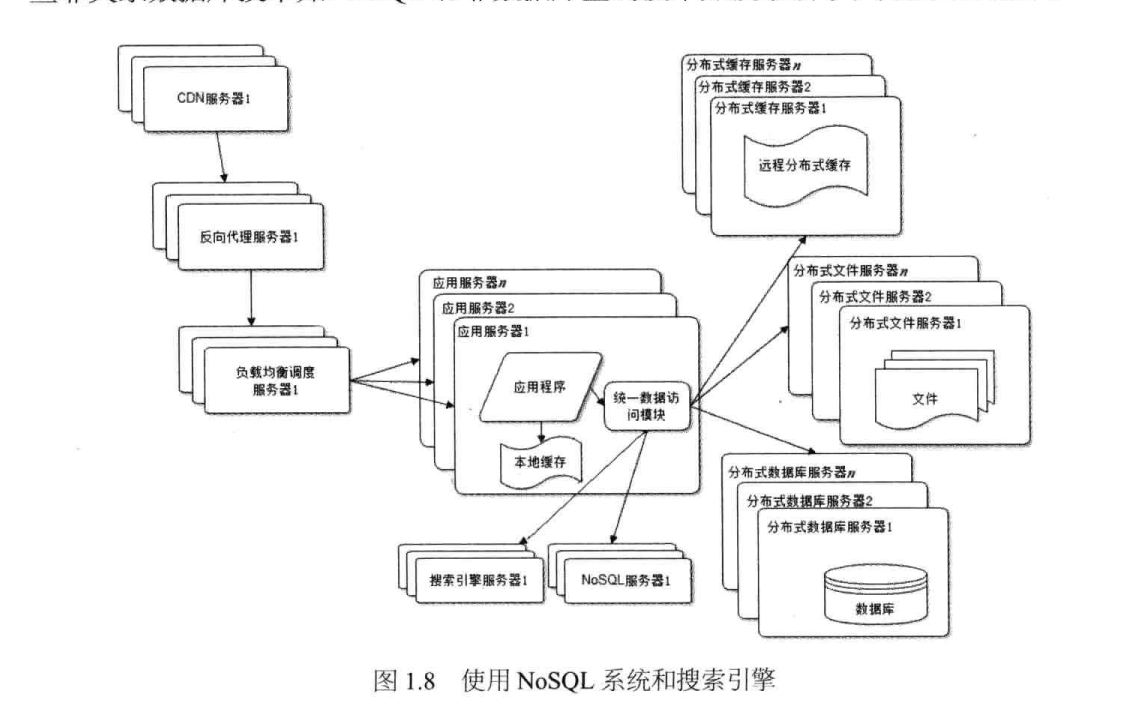 CDN服务器1
反向代理服务器1
负载均衡调度
服务器1
应用服务器n
应用服务器2
应用服务器1
应用程序
统一数据访
问模块
本地缓存
搜索引擎服务器1
NoSQL服务器1
分布式缓存服务器n
分布式缓存服务器2
分布式缓存服务器1
远程分布式缓存
分布式文件服务器n
分布式文件服务器2
分布式文件服务器1
文件
分布式数据库服务器n
分布式数据库服务器2
分布式数据库服务器1
数据库
图 1.8 使用 NoSQL 系统和搜索引擎